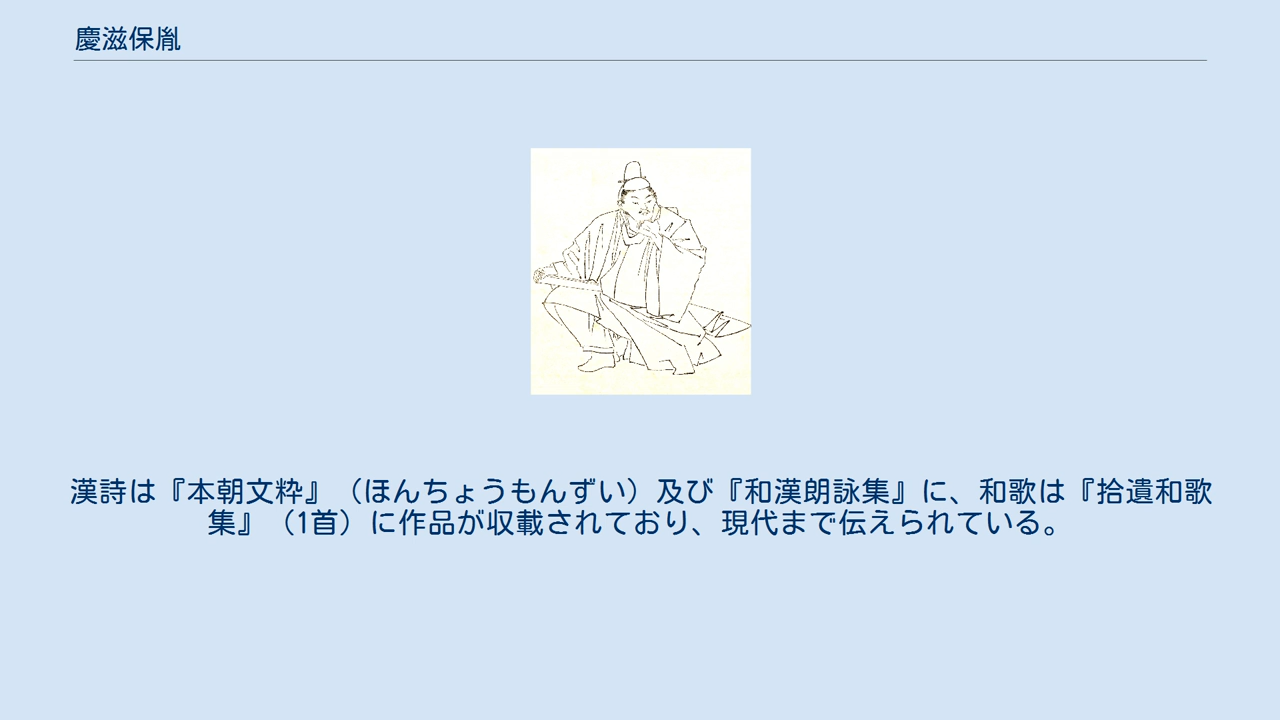 慶滋保胤
漢詩は『本朝文粋』（ほんちょうもんずい）及び『和漢朗詠集』に、和歌は『拾遺和歌
集』（1首）に作品が収載されており、現代まで伝えられている。